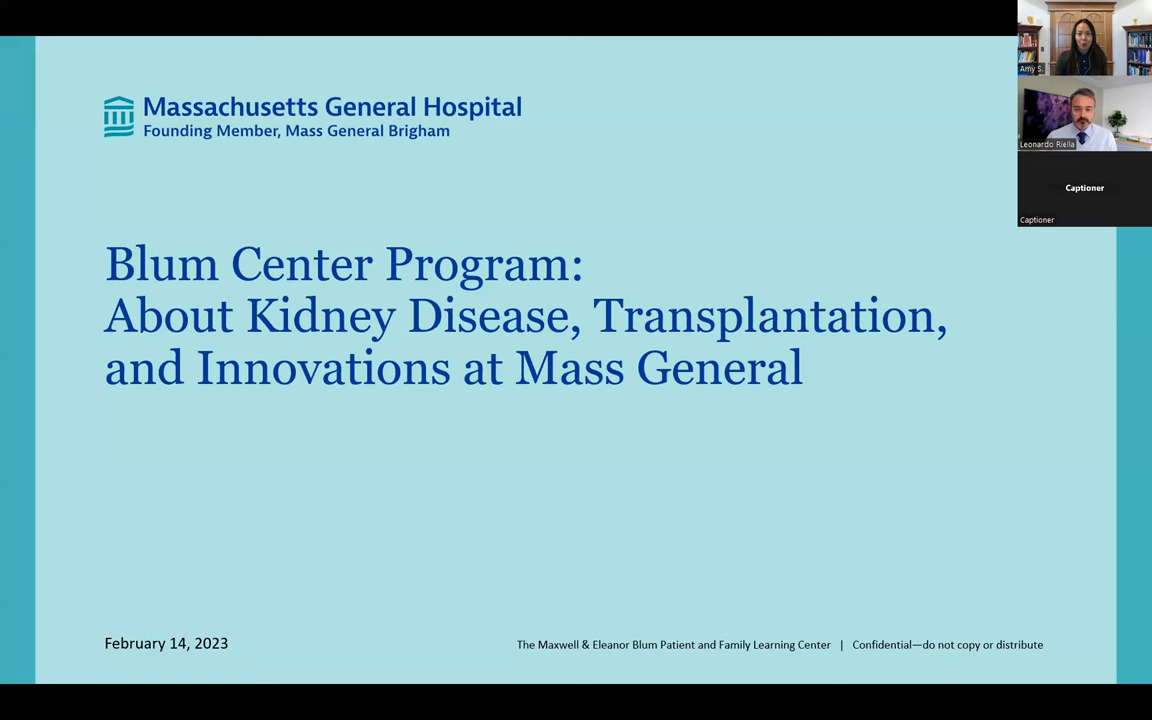 Massachusetts General Hospital
Founding Member, Mass General Brigham
Blum Center Program:
About Kidney Disease, Transplantation,
and Innovations at Mass General
February 14, 2023
The Maxwell & Eleanor Blum Patient and Family Learning Center | Confidential—do not copy or distribute
Amy S.
Leonardo Riella
Captioner
Captioner